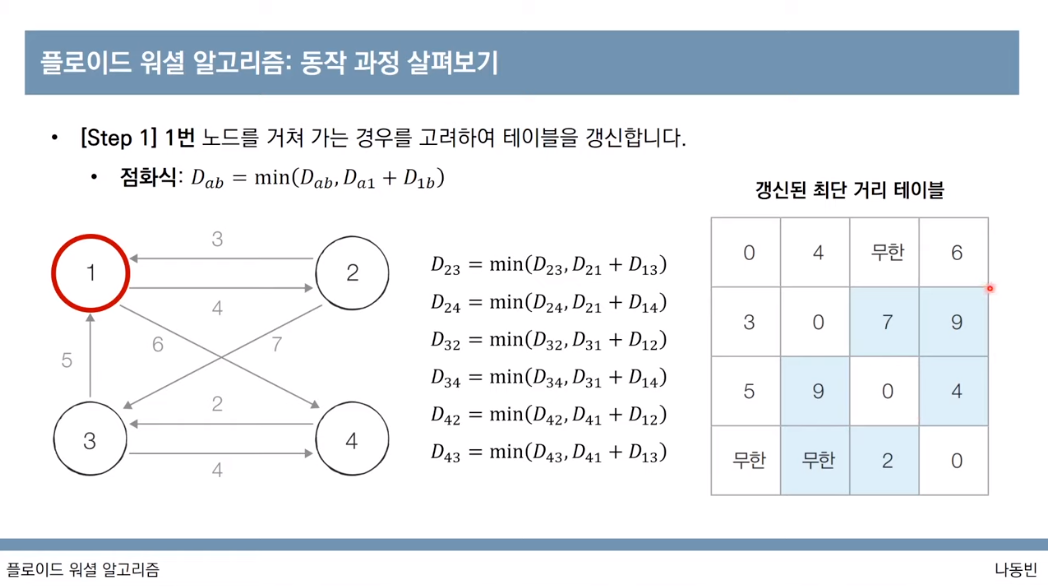 플로이드 워셜 알고리즘: 동작 과정 살펴보기
• [Step 1] 1번 노드를 거쳐 가는 경우를 고려하여 테이블을 갱신합니다.
• 점화식: D_{ab} = min(D_{ab}, D_{a1} + D_{1b})
갱신된 최단 거리 테이블
1
2
3
4
3
4
6
7
5
2
4
D_{23} = min(D_{23}, D_{21} + D_{13})
D_{24} = min(D_{24}, D_{21} + D_{14})
D_{32} = min(D_{32}, D_{31} + D_{12})
D_{34} = min(D_{34}, D_{31} + D_{14})
D_{42} = min(D_{42}, D_{41} + D_{12})
D_{43} = min(D_{43}, D_{41} + D_{13})
0 4 무한 6
3 0 7 9
5 9 0 4
무한 무한 2 0
플로이드 워셜 알고리즘
나동빈